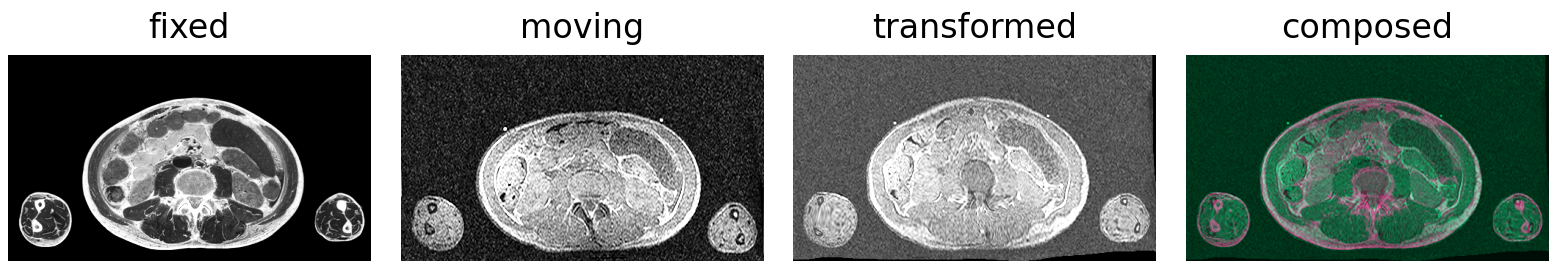 fixed
moving
transformed
composed